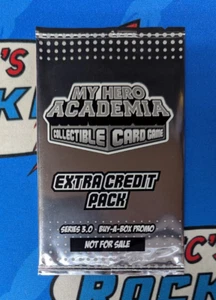 MY HERO
ACADEMIA
COLLECTIBLE CARD GAME
EXTRA CREDIT
PACK
SERIES 3.0 BUY-A-BOX PROMO
NOT FOR SALE